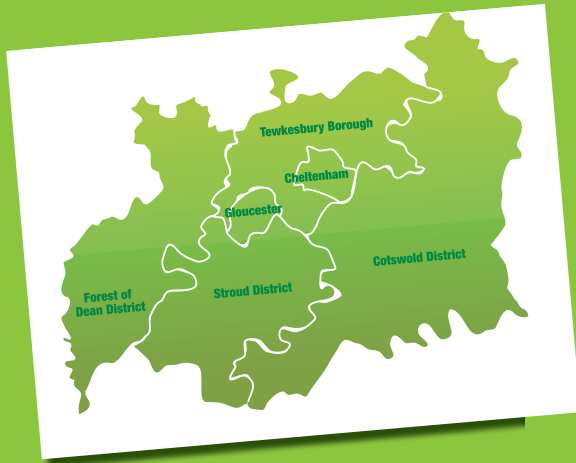 Tewkesbury Borough
Cheltenham
Gloucester
Cotswold District
Forest of
Dean District
Stroud District